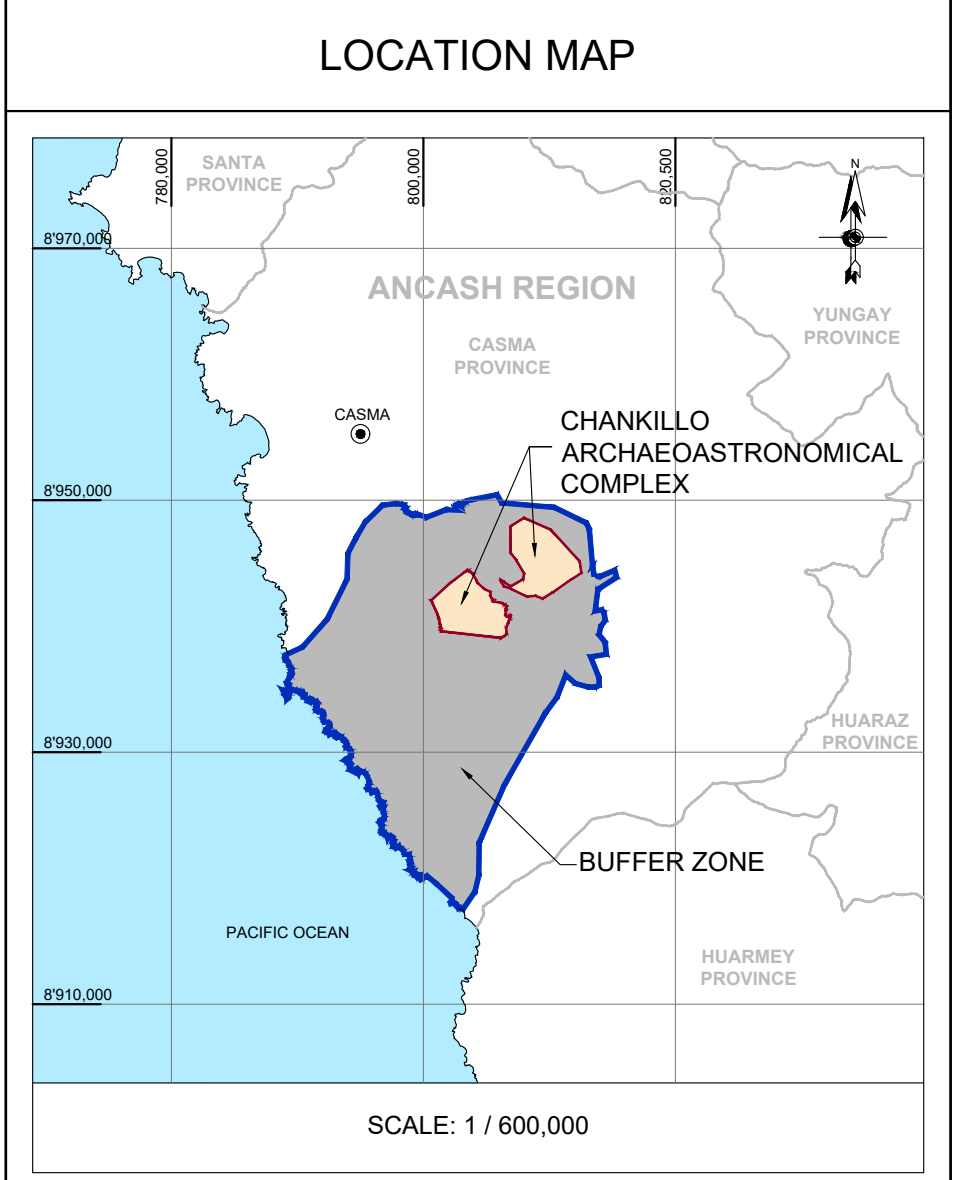 LOCATION MAP
780,000
800,000
820,500
SANTA
PROVINCE
N
8'970,000
ANCASH REGION
YUNGAY
PROVINCE
CASMA
PROVINCE
CASMA
CHANKILLO
ARCHAEOASTRONOMICAL
COMPLEX
8'950,000
HUARAZ
PROVINCE
8'930,000
BUFFER ZONE
PACIFIC OCEAN
HUARMEY
PROVINCE
8'910,000
SCALE: 1 / 600,000